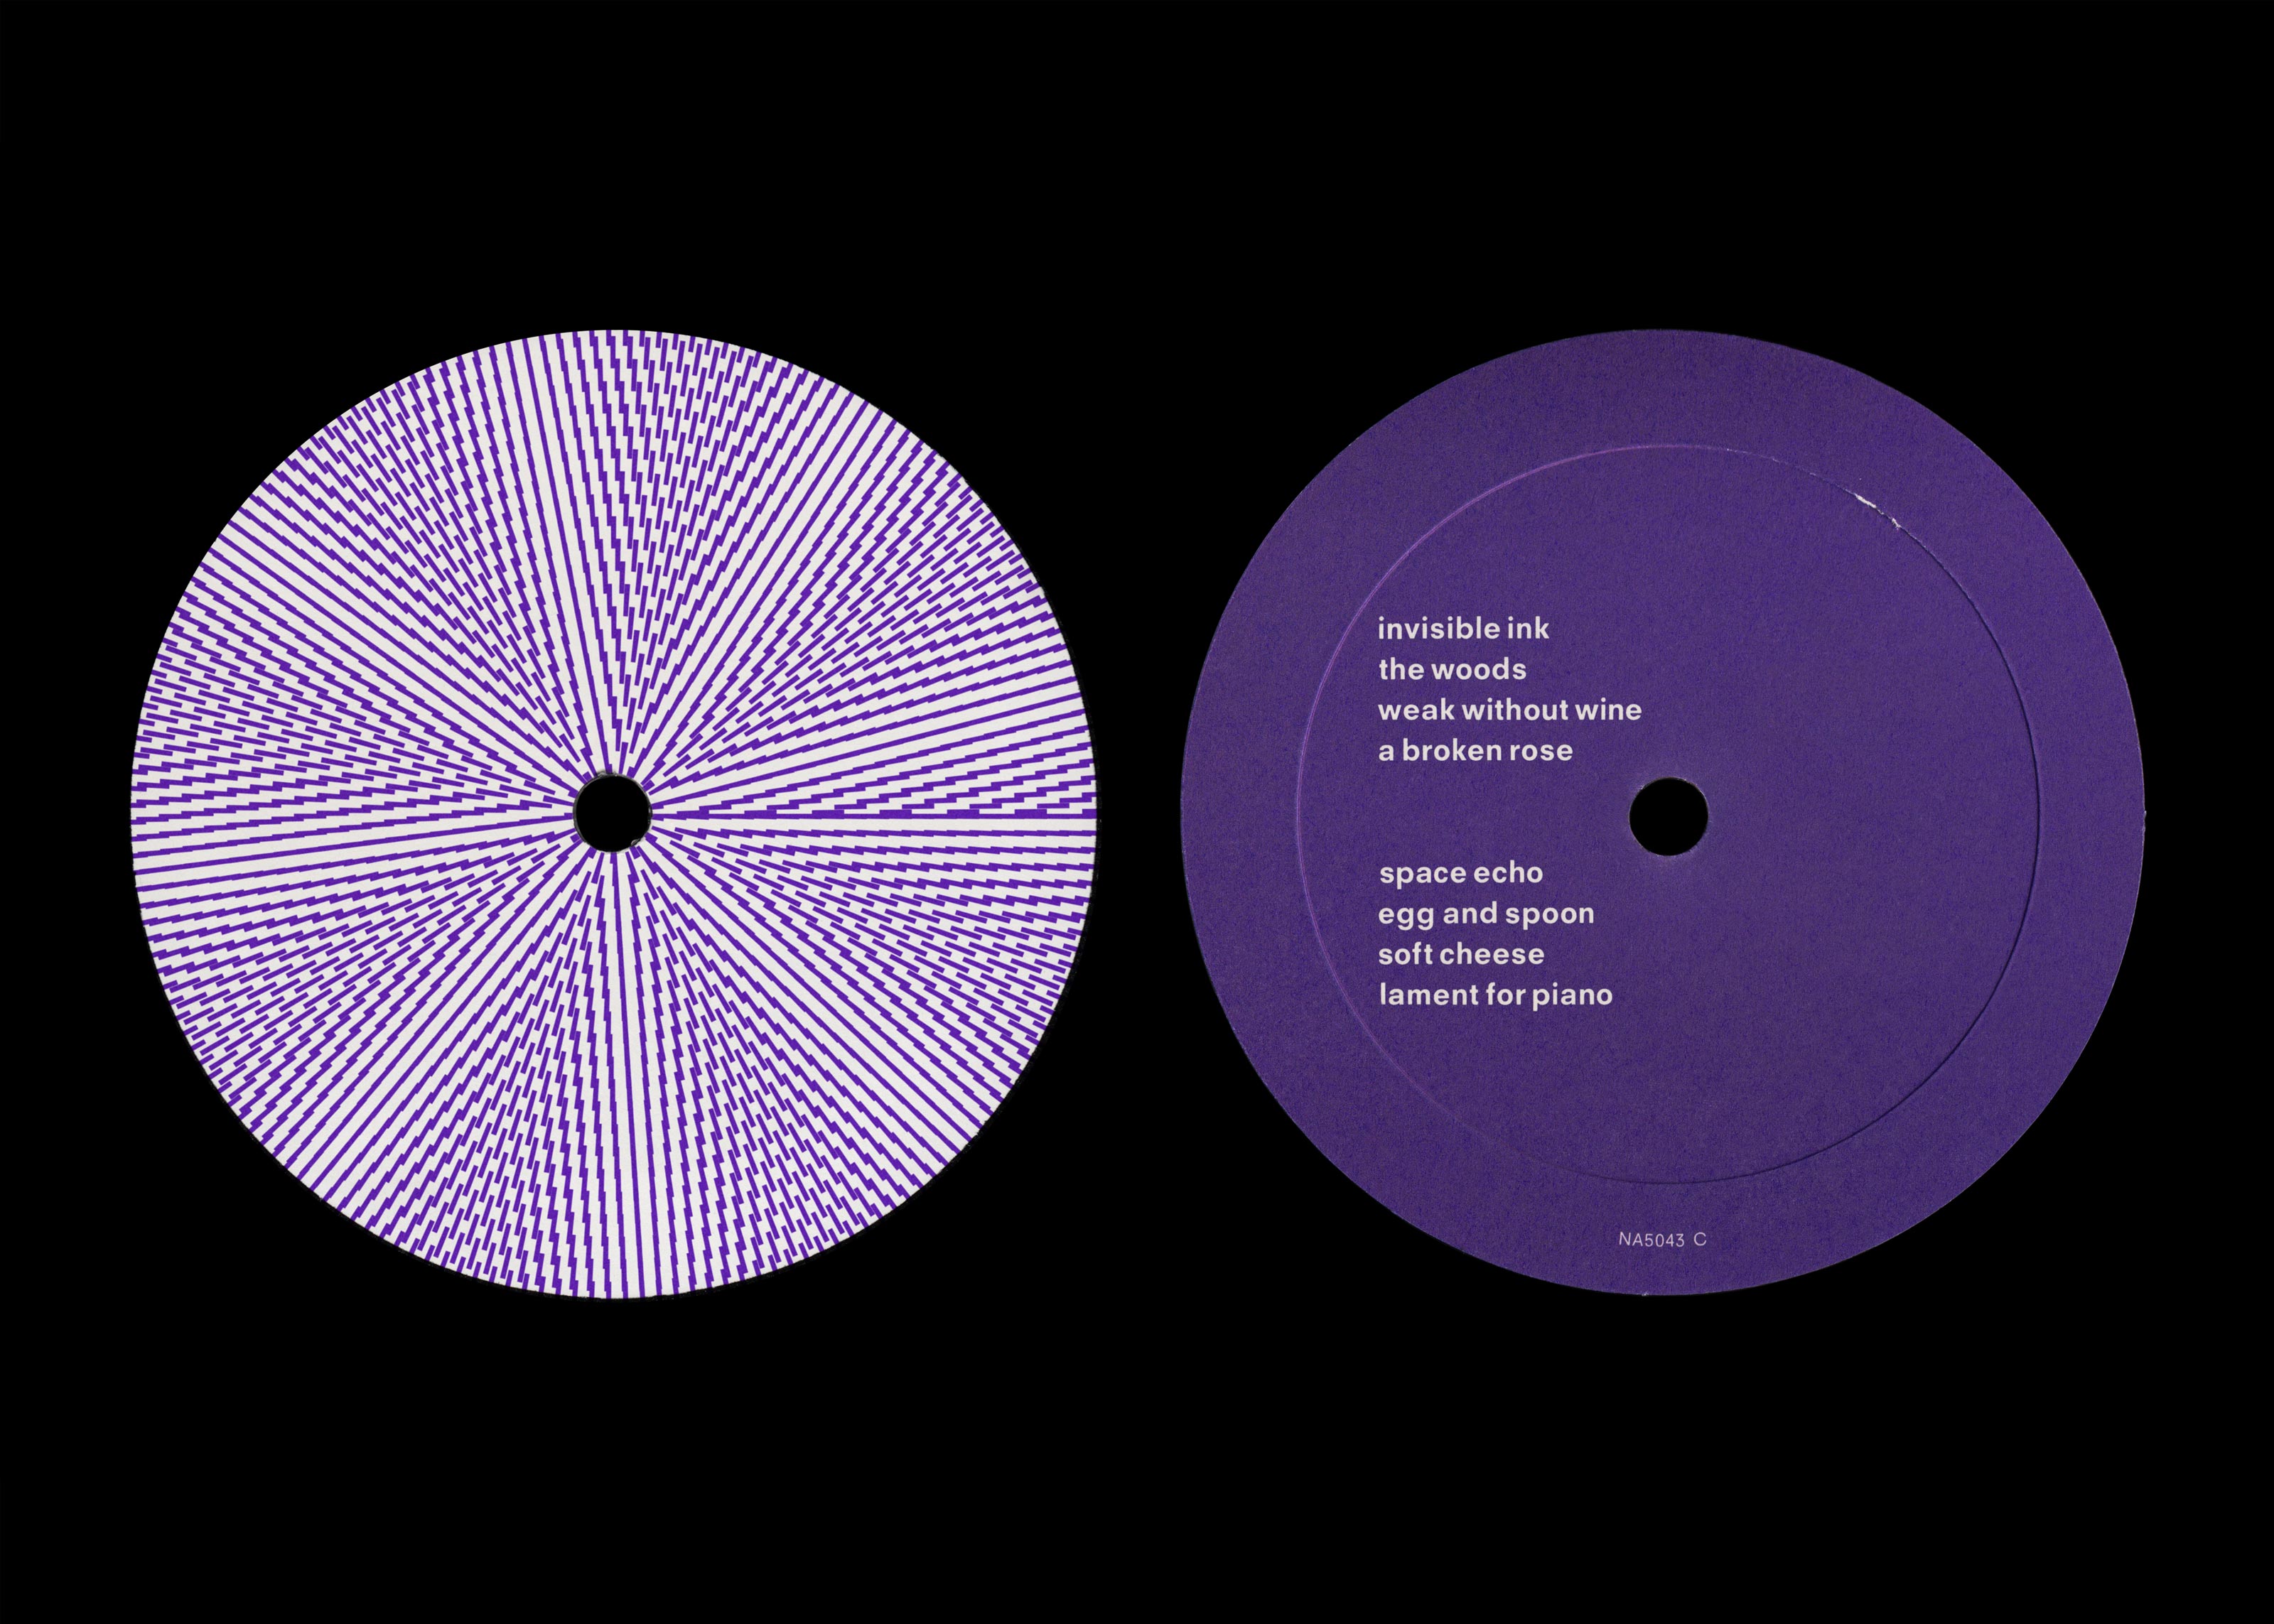 invisible ink
the woods
weak without wine
a broken rose
space echo
egg and spoon
soft cheese
lament for piano
NA5043 C